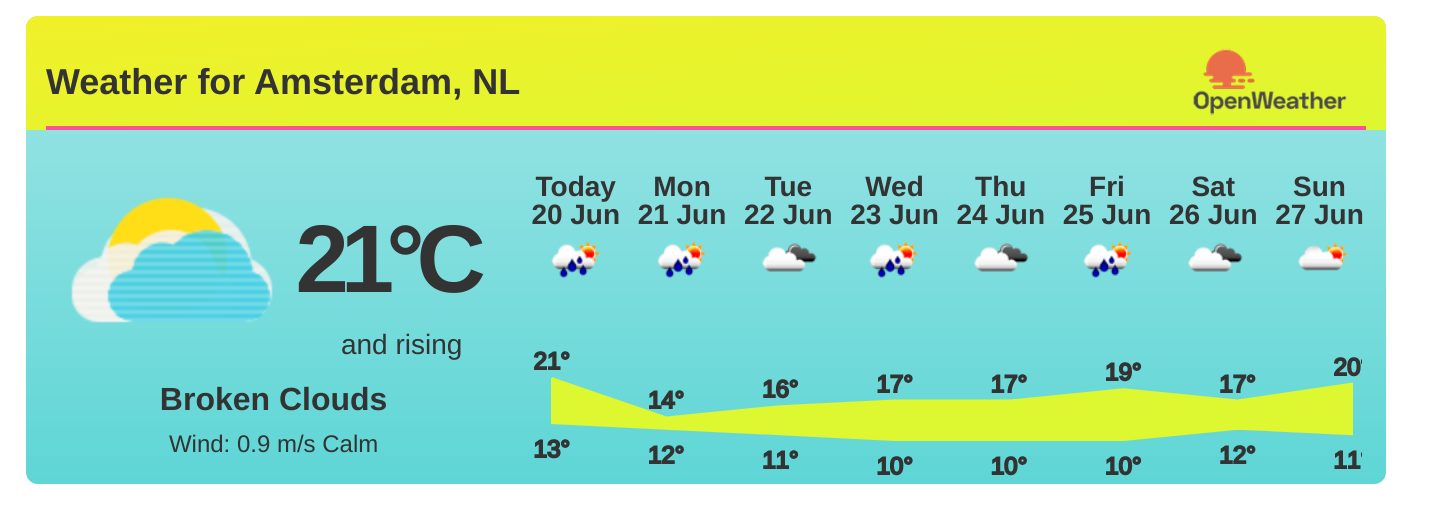 Weather for Amsterdam, NL
OpenWeather
21°C
and rising
Broken Clouds
Wind: 0.9 m/s Calm
Today Mon Tue Wed Thu Fri Sat Sun
20 Jun 21 Jun 22 Jun 23 Jun 24 Jun 25 Jun 26 Jun 27 Jun
21° 14° 16° 17° 17° 19° 17° 20°
13° 12° 11° 10° 10° 10° 12° 11°